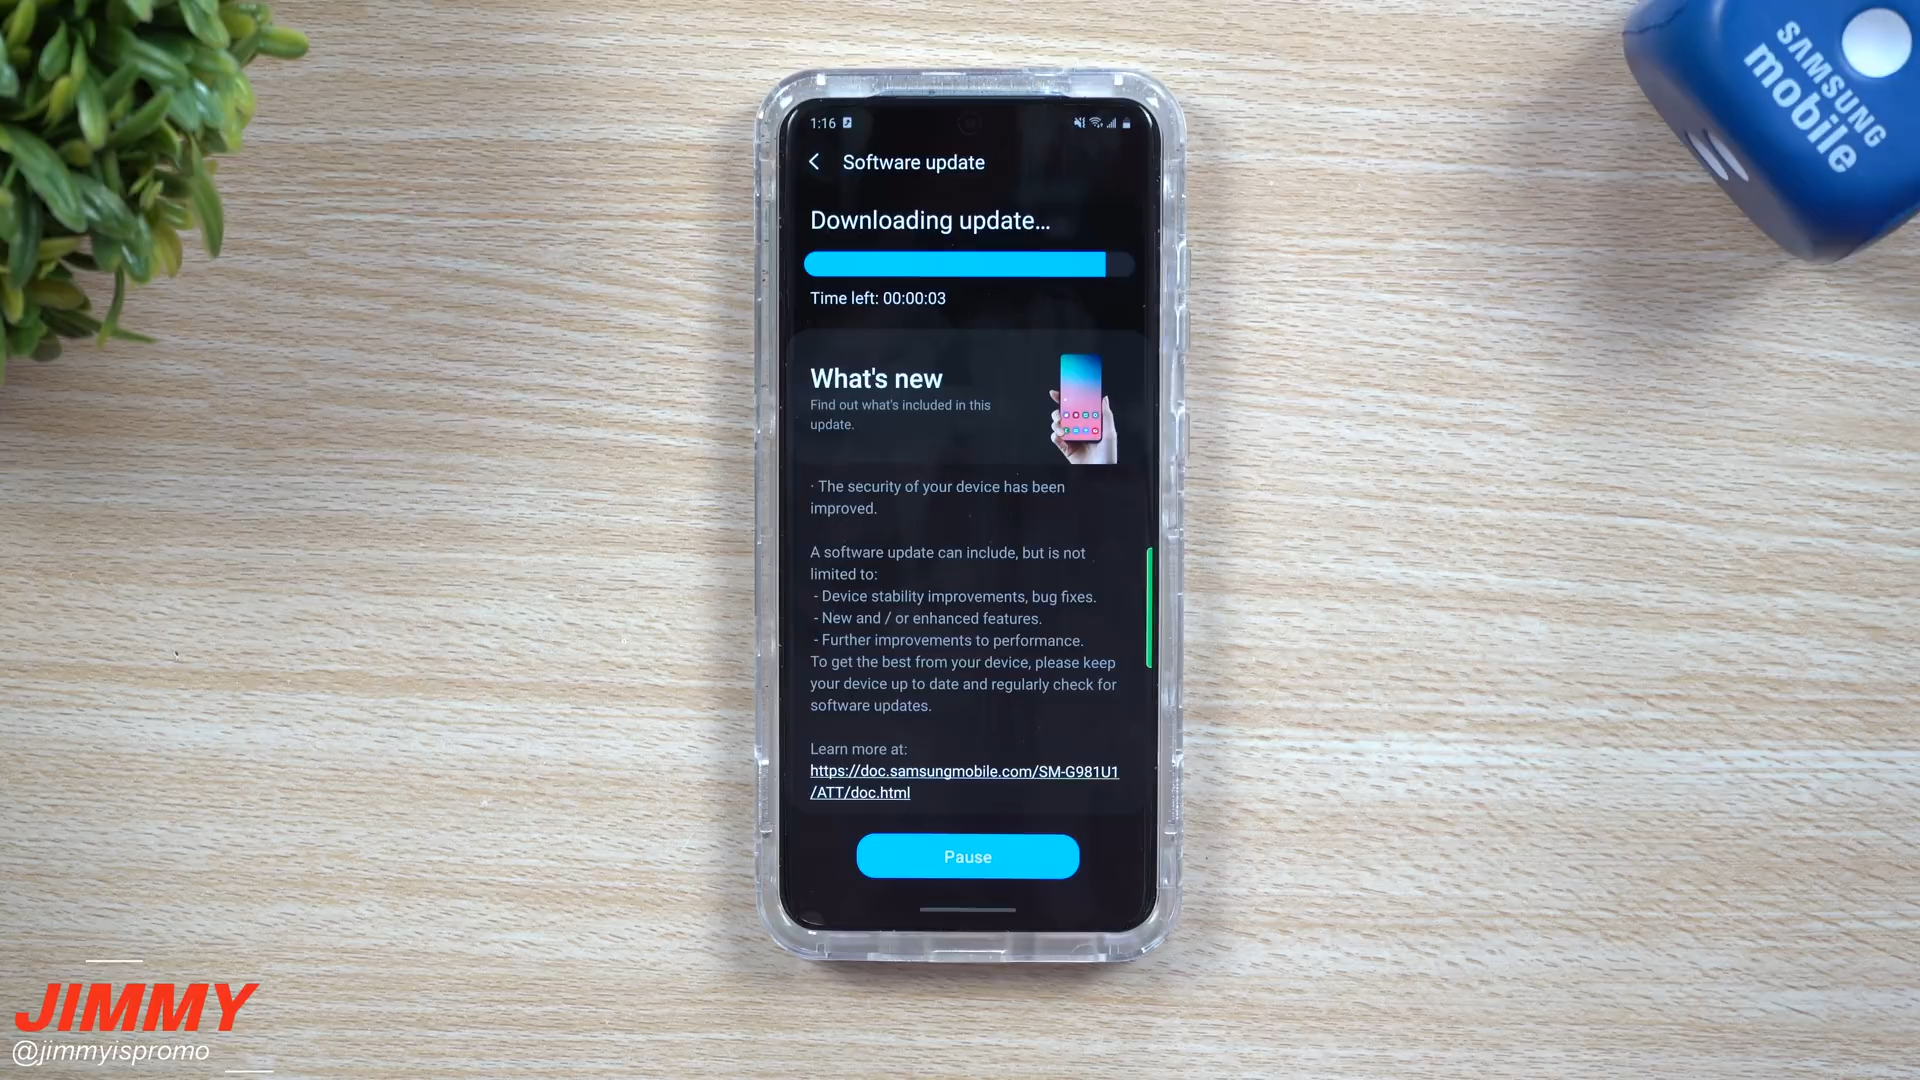 SAMSUNG
mobile
1:16
Software update
Downloading update...
Time left: 00:00:03
What's new
Find out what's included in this
update.
· The security of your device has been
improved.
A software update can include, but is not
limited to:
- Device stability improvements, bug fixes.
- New and / or enhanced features.
- Further improvements to performance.
To get the best from your device, please keep
your device up to date and regularly check for
software updates.
Learn more at:
https://doc.samsungmobile.com/SM-G981U1
/ATT/doc.html
Pause
JIMMY
@jimmyispromo